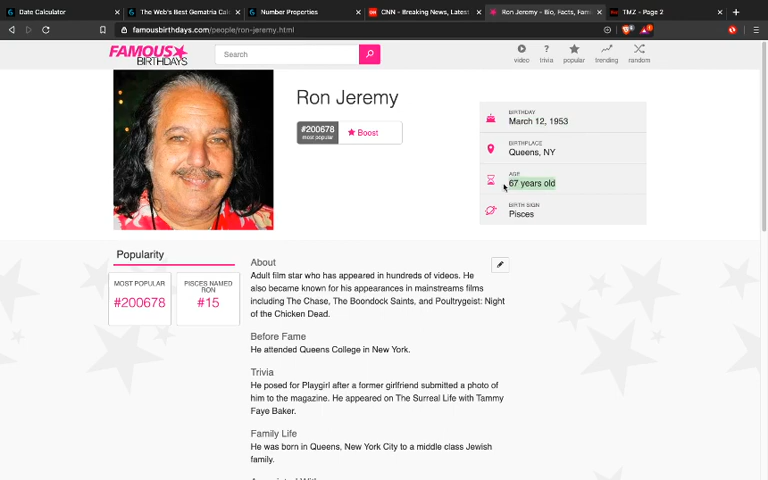 Date Calculator
The Web's Best Gematria Cal
Number Properties
CNN - Breaking News, Latest
Ron Jeremy - Bio, Facts, Fam
TMZ - Page 2
famousbirthdays.com/people/ron-jeremy.html
FAMOUS
BIRTHDAYS
Search
video
trivia
popular
trending
random
Ron Jeremy
#200678
most popular
Boost
BIRTHDAY
March 12, 1953
BIRTHPLACE
Queens, NY
AGE
67 years old
BIRTH SIGN
Pisces
Popularity
MOST POPULAR
#200678
PISCES NAMED
RON
#15
About
Adult film star who has appeared in hundreds of videos. He
also became known for his appearances in mainstreams films
including The Chase, The Boondock Saints, and Poultrygeist: Night
of the Chicken Dead.
Before Fame
He attended Queens College in New York.
Trivia
He posed for Playgirl after a former girlfriend submitted a photo of
him to the magazine. He appeared on The Surreal Life with Tammy
Faye Baker.
Family Life
He was born in Queens, New York City to a middle class Jewish
family.